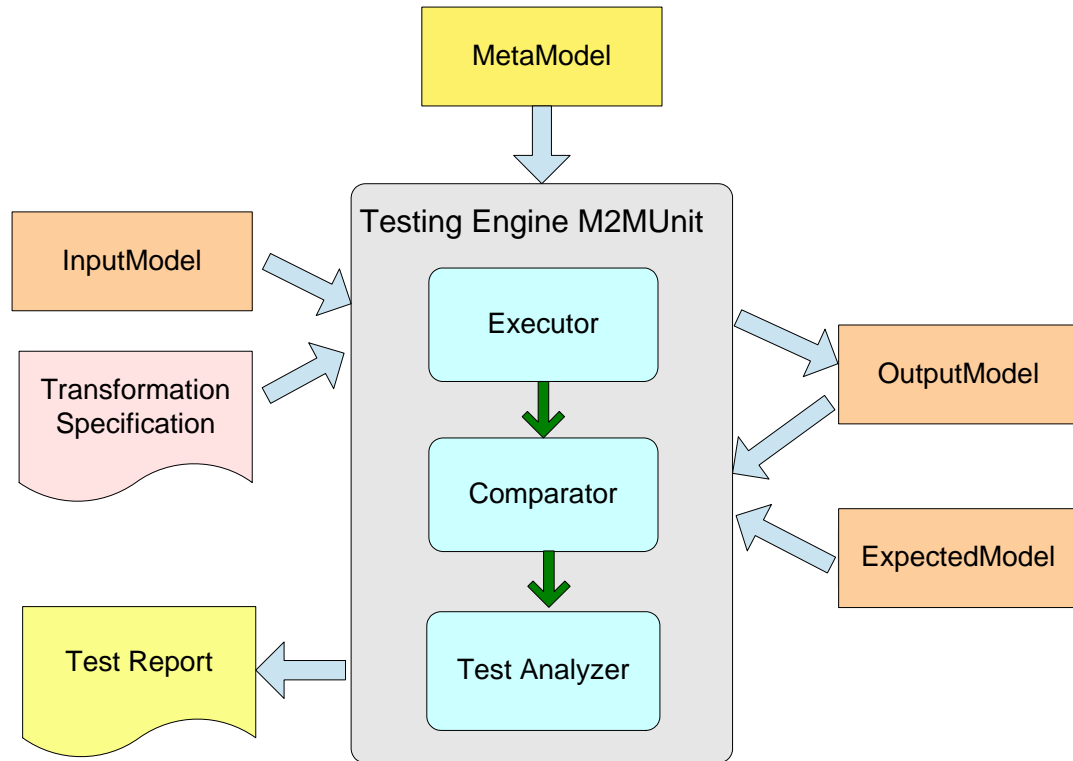 MetaModel
Testing Engine M2MUnit
InputModel
Executor
OutputModel
Transformation
Specification
Comparator
ExpectedModel
Test Report
Test Analyzer